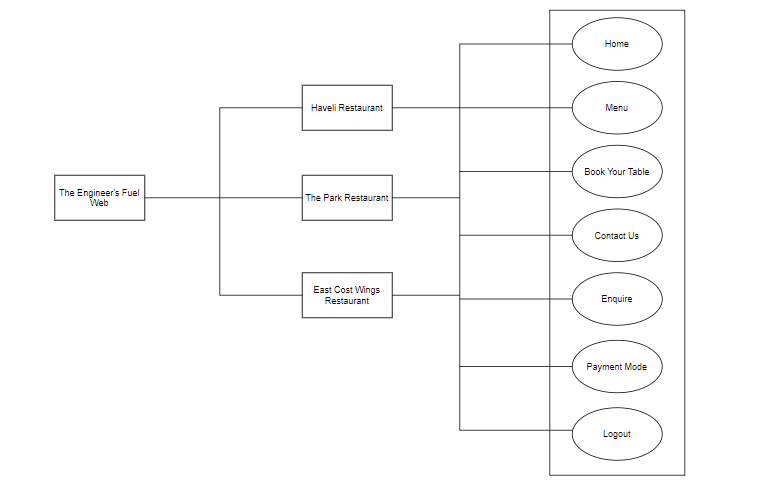 The Engineer's Fuel
Web
Haveli Restaurant
The Park Restaurant
East Cost Wings
Restaurant
Home
Menu
Book Your Table
Contact Us
Enquire
Payment Mode
Logout